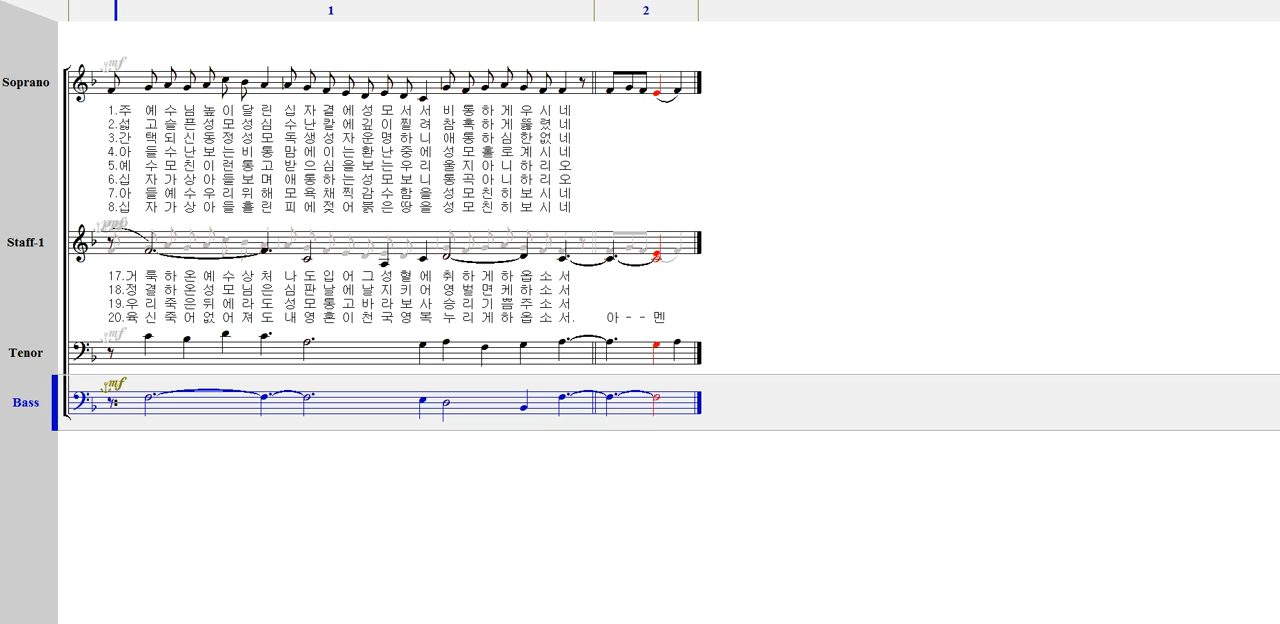 1 2
mf
Soprano
1.주 예 수 님 높 이 달 린 십 자 곁 에 성 모 서 서 비 통 하 게 우 시 네
2.섧 고 슬 픈 성 모 성 심 수 난 칼 에 깊 이 찔 려 참 혹 하 게 뚫 렸 네
3.간 택 되 신 동 정 성 모 독 생 성 자 운 명 하 니 애 통 하 심 한 없 네
4.아 들 수 난 보 는 비 통 맘 에 이 는 환 난 중 에 성 모 홀 로 계 시 네
5.예 수 모 친 이 런 통 고 받 으 심 을 보 는 우 리 울 지 아 니 하 리 오
6.십 자 가 상 아 들 보 며 애 통 하 는 성 모 보 니 통 곡 아 니 하 리 오
7.아 들 예 수 우 리 위 해 모 욕 채 찍 감 수 함 을 성 모 친 히 보 시 네
8.십 자 가 상 아 들 흘 린 피 에 젖 어 붉 은 땅 을 성 모 친 히 보 시 네
Staff-1
17.거 룩 하 온 예 수 상 처 나 도 입 어 그 성 혈 에 취 하 게 하 옵 소 서
18.정 결 하 온 성 모 님 은 심 판 날 에 날 지 키 어 영 벌 면 케 하 소 서
19.우 리 죽 은 뒤 에 라 도 성 모 통 고 바 라 보 사 승 리 기 쁨 주 소 서
20.육 신 죽 어 없 어 져 도 내 영 혼 이 천 국 영 복 누 리 게 하 옵 소 서. 아 - - 멘
mf
Tenor
mf
Bass